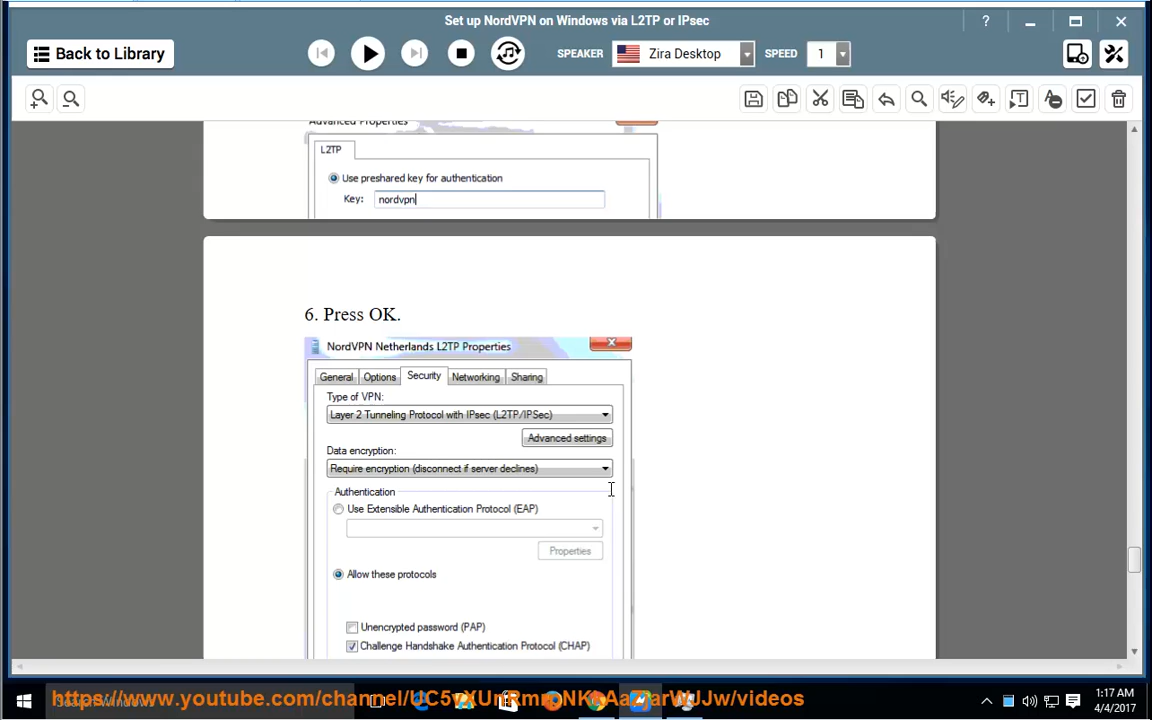 Set up NordVPN on Windows via L2TP or IPsec
?
Back to Library
SPEAKER
Zira Desktop
SPEED
1
Advanced Properties
L2TP
Use preshared key for authentication
Key: nordvpn
6. Press OK.
NordVPN Netherlands L2TP Properties
General Options Security Networking Sharing
Type of VPN:
Layer 2 Tunneling Protocol with IPsec (L2TP/IPSec)
Advanced settings
Data encryption:
Require encryption (disconnect if server declines)
Authentication
Use Extensible Authentication Protocol (EAP)
Properties
Allow these protocols
Unencrypted password (PAP)
Challenge Handshake Authentication Protocol (CHAP)
Search Windows
1:17 AM
4/4/2017